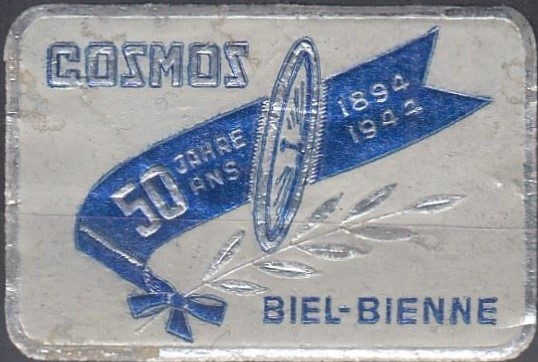 COSMOS
50 JAHRE
ANS
1894
1944
BIEL-BIENNE